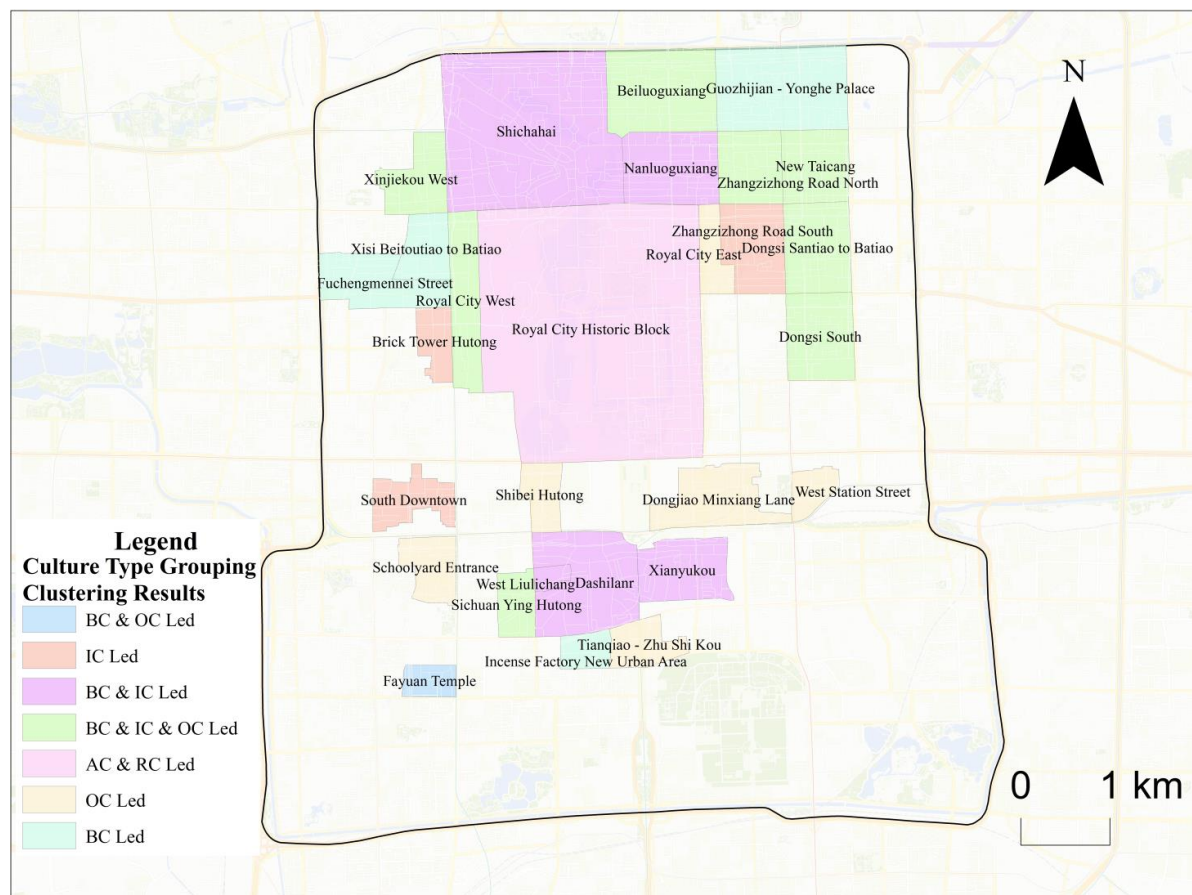 N
Beiluoguxiang
Guozhijian - Yonghe Palace
Shichahai
Nanluoguxiang
New Taicang
Xinjiekou West
Zhangzizhong Road North
Zhangzizhong Road South
Xisi Beitoutiao to Batiao
Royal City East
Dongsi Santiao to Batiao
Fuchengmennei Street
Royal City West
Royal City Historic Block
Brick Tower Hutong
Dongsi South
South Downtown
Shibei Hutong
Dongjiao Minxiang Lane
West Station Street
Schoolyard Entrance
West Liulichang
Dashilanr
Xianyukou
Sichuan Ying Hutong
Tianqiao - Zhu Shi Kou
Incense Factory New Urban Area
Fayuan Temple
Legend
Culture Type Grouping
Clustering Results
BC & OC Led
IC Led
BC & IC Led
BC & IC & OC Led
AC & RC Led
OC Led
BC Led
0 1 km